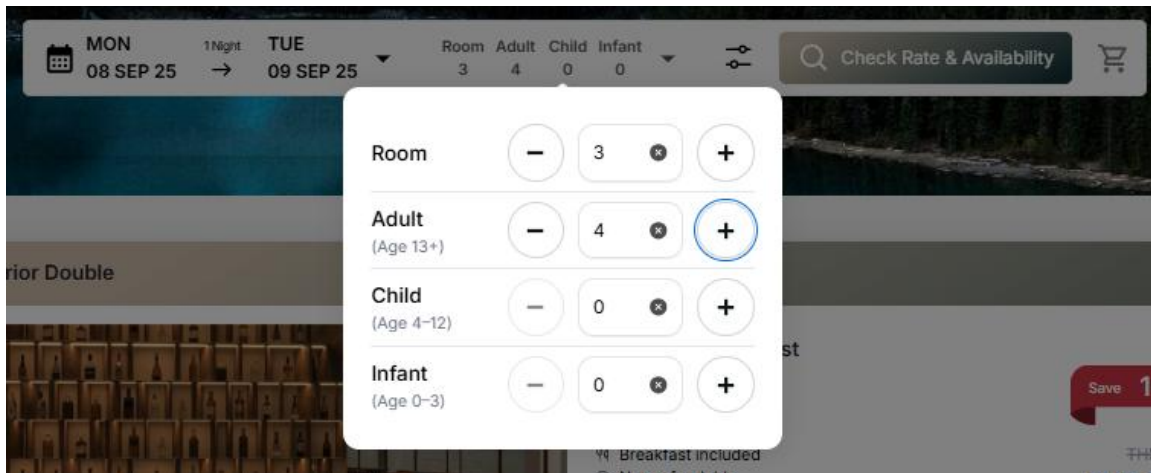 MON 1 Night TUE Room Adult Child Infant
08 SEP 25 → 09 SEP 25 3 4 0 0 Check Rate & Availability
Room 3
Adult 4
(Age 13+)
rior Double
Child 0
(Age 4–12)
st
Infant 0
(Age 0–3)
Save 1
Breakfast included